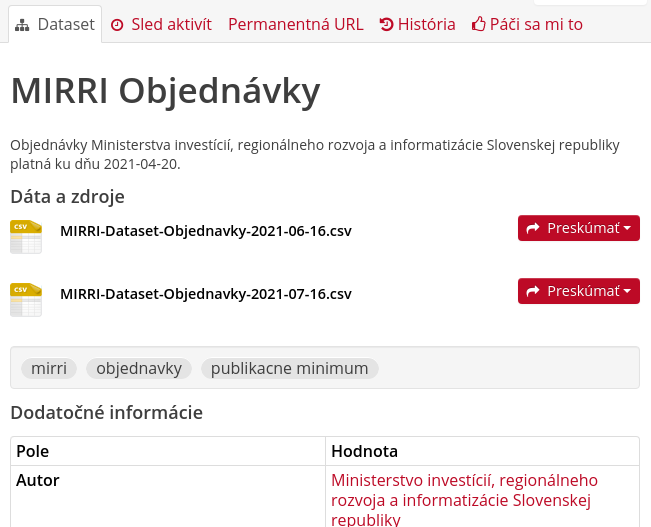 Dataset Sled aktivít Permanentná URL História Páči sa mi to
MIRRI Objednávky
Objednávky Ministerstva investícií, regionálneho rozvoja a informatizácie Slovenskej republiky
platná ku dňu 2021-04-20.
Dáta a zdroje
CSV MIRRI-Dataset-Objednavky-2021-06-16.csv Preskúmať
CSV MIRRI-Dataset-Objednavky-2021-07-16.csv Preskúmať
mirri objednavky publikacne minimum
Dodatočné informácie
Pole Hodnota
Autor Ministerstvo investícií, regionálneho
rozvoja a informatizácie Slovenskej
republiky